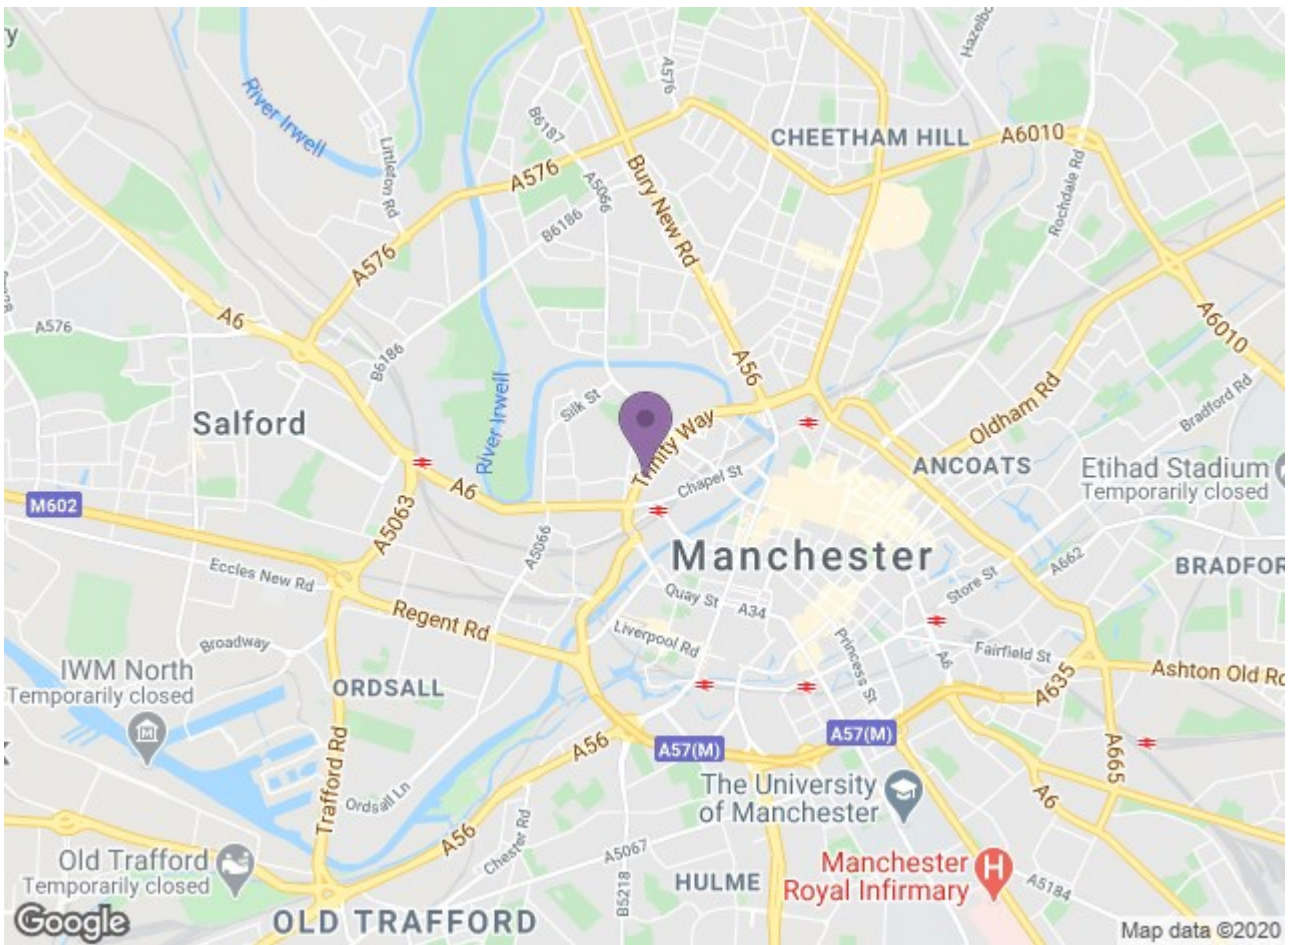 y
Hazelbo
River Irwell
Littleton Rd
B6187
A576
CHEETHAM HILL
A6010
A576
A5066
Bury New Rd
Rochdale Rd
B6186
A576
A6
A576
A6010
B6186
A56
Silk St
River Irwell
Oldham Rd
Bradford Rd
Salford
Trinity Way
ANCOATS
Etihad Stadium
Temporarily closed
A6
Chapel St
M602
A5063
A5066
Manchester
A662
BRADFOR
Eccles New Rd
Store St
Quay St
A34
Regent Rd
Liverpool Rd
Princess St
Broadway
Fairfield St
A6
IWM North
Temporarily closed
ORDSALL
A635
Ashton Old Rd
A56
A57(M)
A57(M)
Trafford Rd
A665
The University
of Manchester
Ordsall Ln
A6
A56
Chester Rd
A5067
Old Trafford
Temporarily closed
HULME
B5218
Manchester
Royal Infirmary
H
A5184
Google
OLD TRAFFORD
Map data ©2020